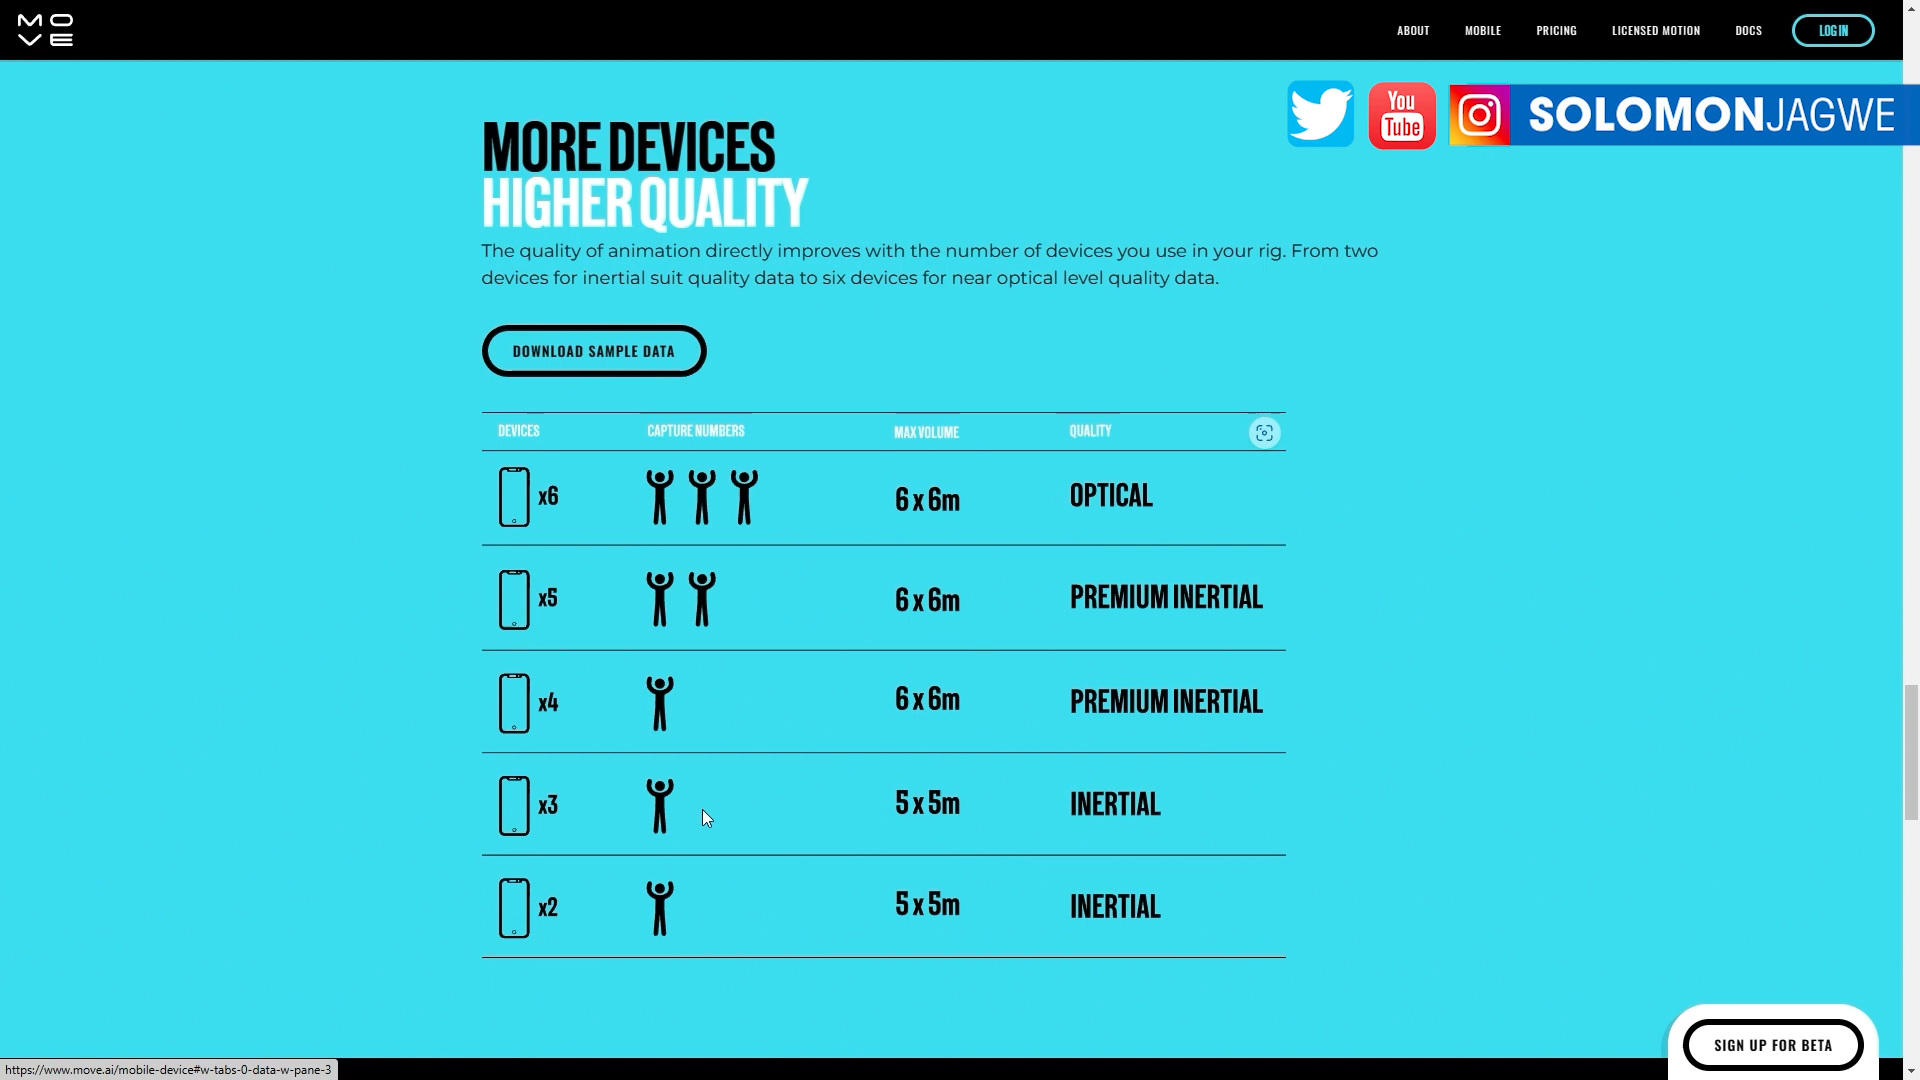 MOVE
ABOUT
MOBILE
PRICING
LICENSED MOTION
DOCS
LOG IN
You
Tube
SOLOMONJAGWE
MORE DEVICES
HIGHER QUALITY
The quality of animation directly improves with the number of devices you use in your rig. From two
devices for inertial suit quality data to six devices for near optical level quality data.
DOWNLOAD SAMPLE DATA
DEVICES CAPTURE NUMBERS MAX VOLUME QUALITY
x6 6 x 6m OPTICAL
x5 6 x 6m PREMIUM INERTIAL
x4 6 x 6m PREMIUM INERTIAL
x3 5 x 5m INERTIAL
x2 5 x 5m INERTIAL
SIGN UP FOR BETA
https://www.move.ai/mobile-device#w-tabs-0-data-w-pane-3